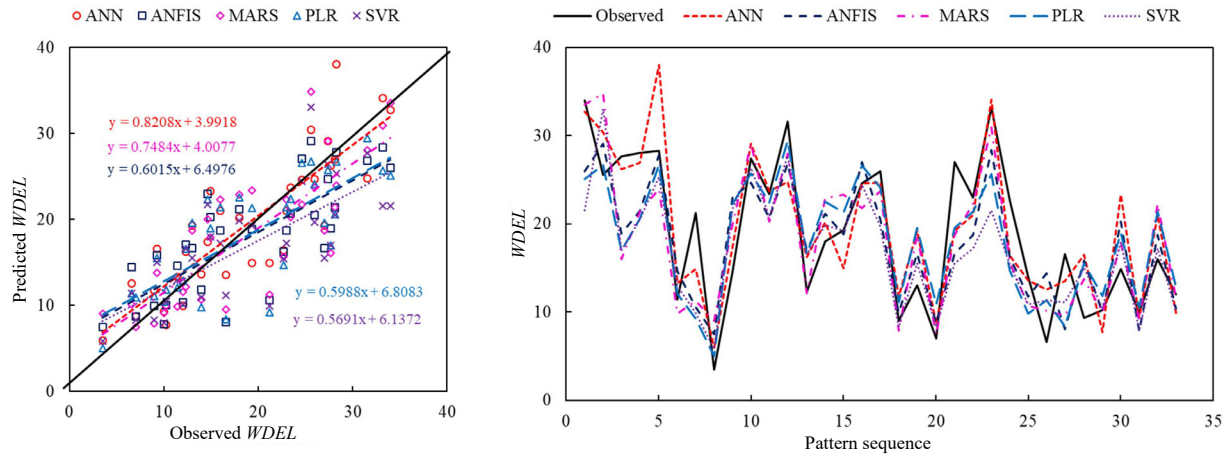 ANN ANFIS MARS PLR SVR
40
30
20
10
0
Predicted WDEL
y = 0.8208x + 3.9918
y = 0.7484x + 4.0077
y = 0.6015x + 6.4976
y = 0.5988x + 6.8083
y = 0.5691x + 6.1372
0 10 20 30 40
Observed WDEL
Observed ANN ANFIS MARS PLR SVR
40
30
20
10
0
WDEL
0 5 10 15 20 25 30 35
Pattern sequence